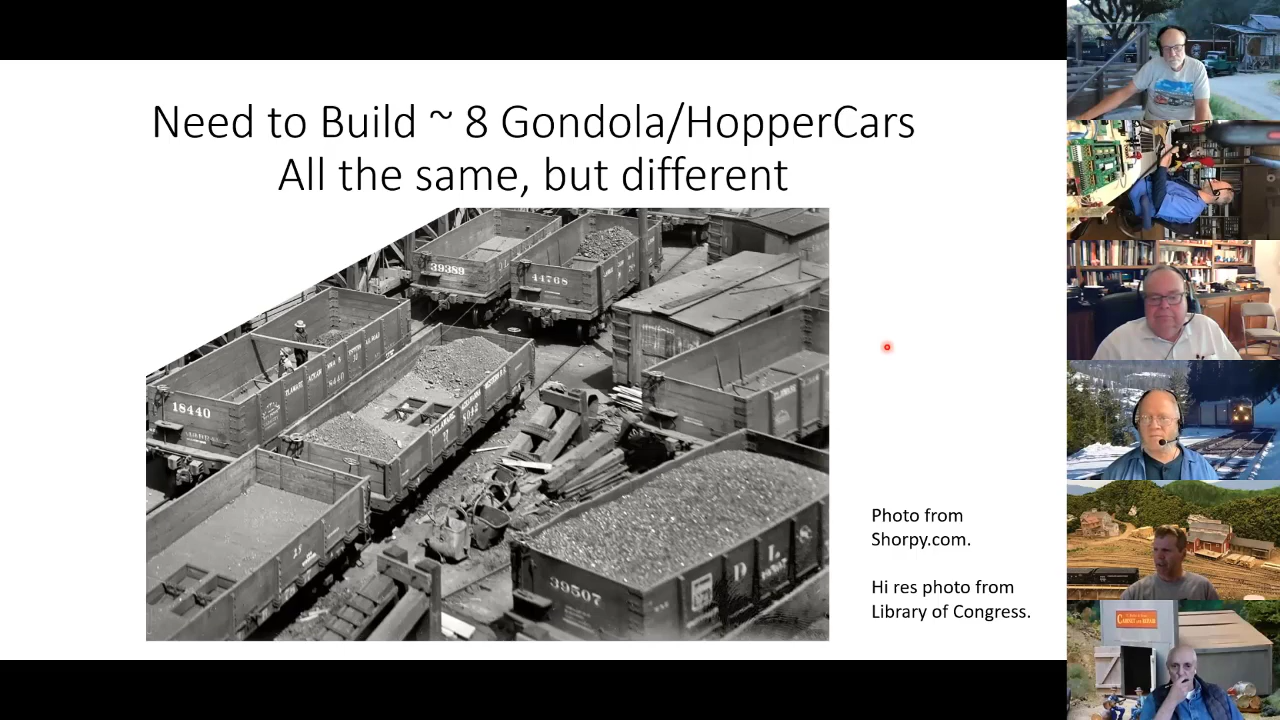 Need to Build ~ 8 Gondola/HopperCars
All the same, but different
39389
44768
18440
39507
D L
Photo from
Shorpy.com.
Hi res photo from
Library of Congress.